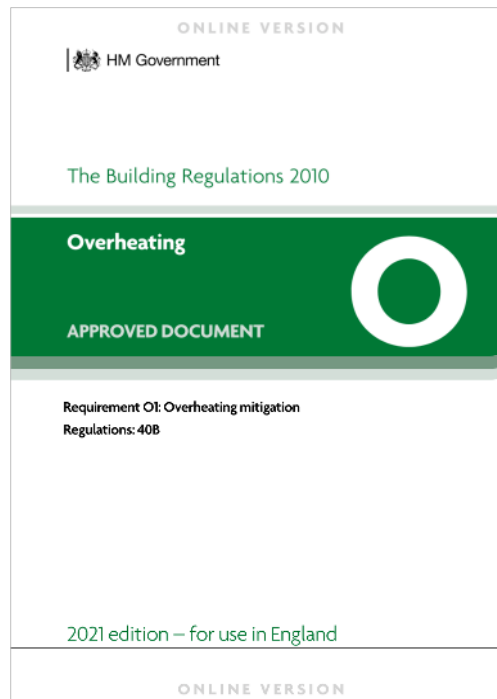 ONLINE VERSION
HM Government
The Building Regulations 2010
Overheating
O
APPROVED DOCUMENT
Requirement O1: Overheating mitigation
Regulations: 40B
2021 edition – for use in England
ONLINE VERSION